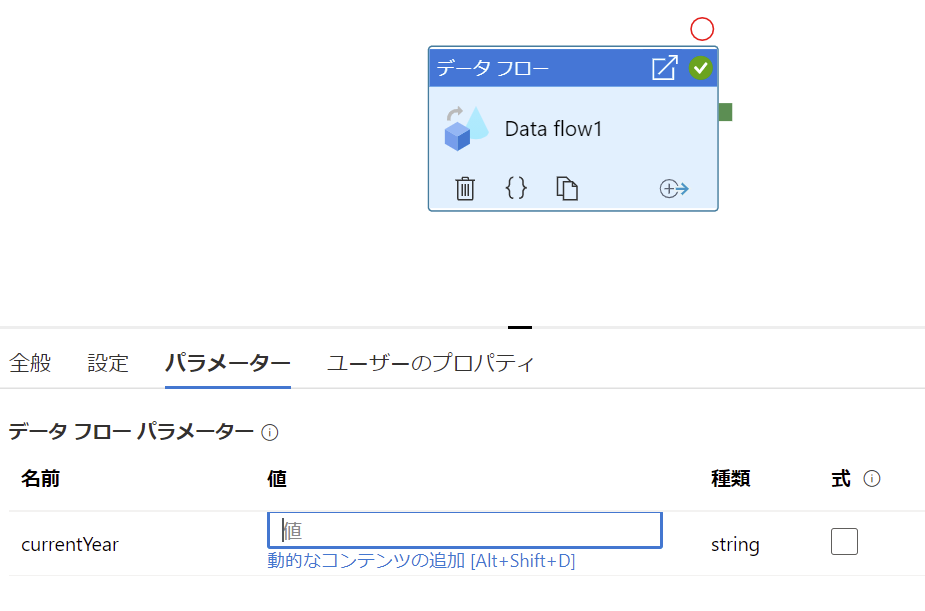 データ フロー
Data flow1
全般 設定 パラメーター ユーザーのプロパティ
データ フロー パラメーター
名前 値 種類 式
値
currentYear string
動的なコンテンツの追加 [Alt+Shift+D]